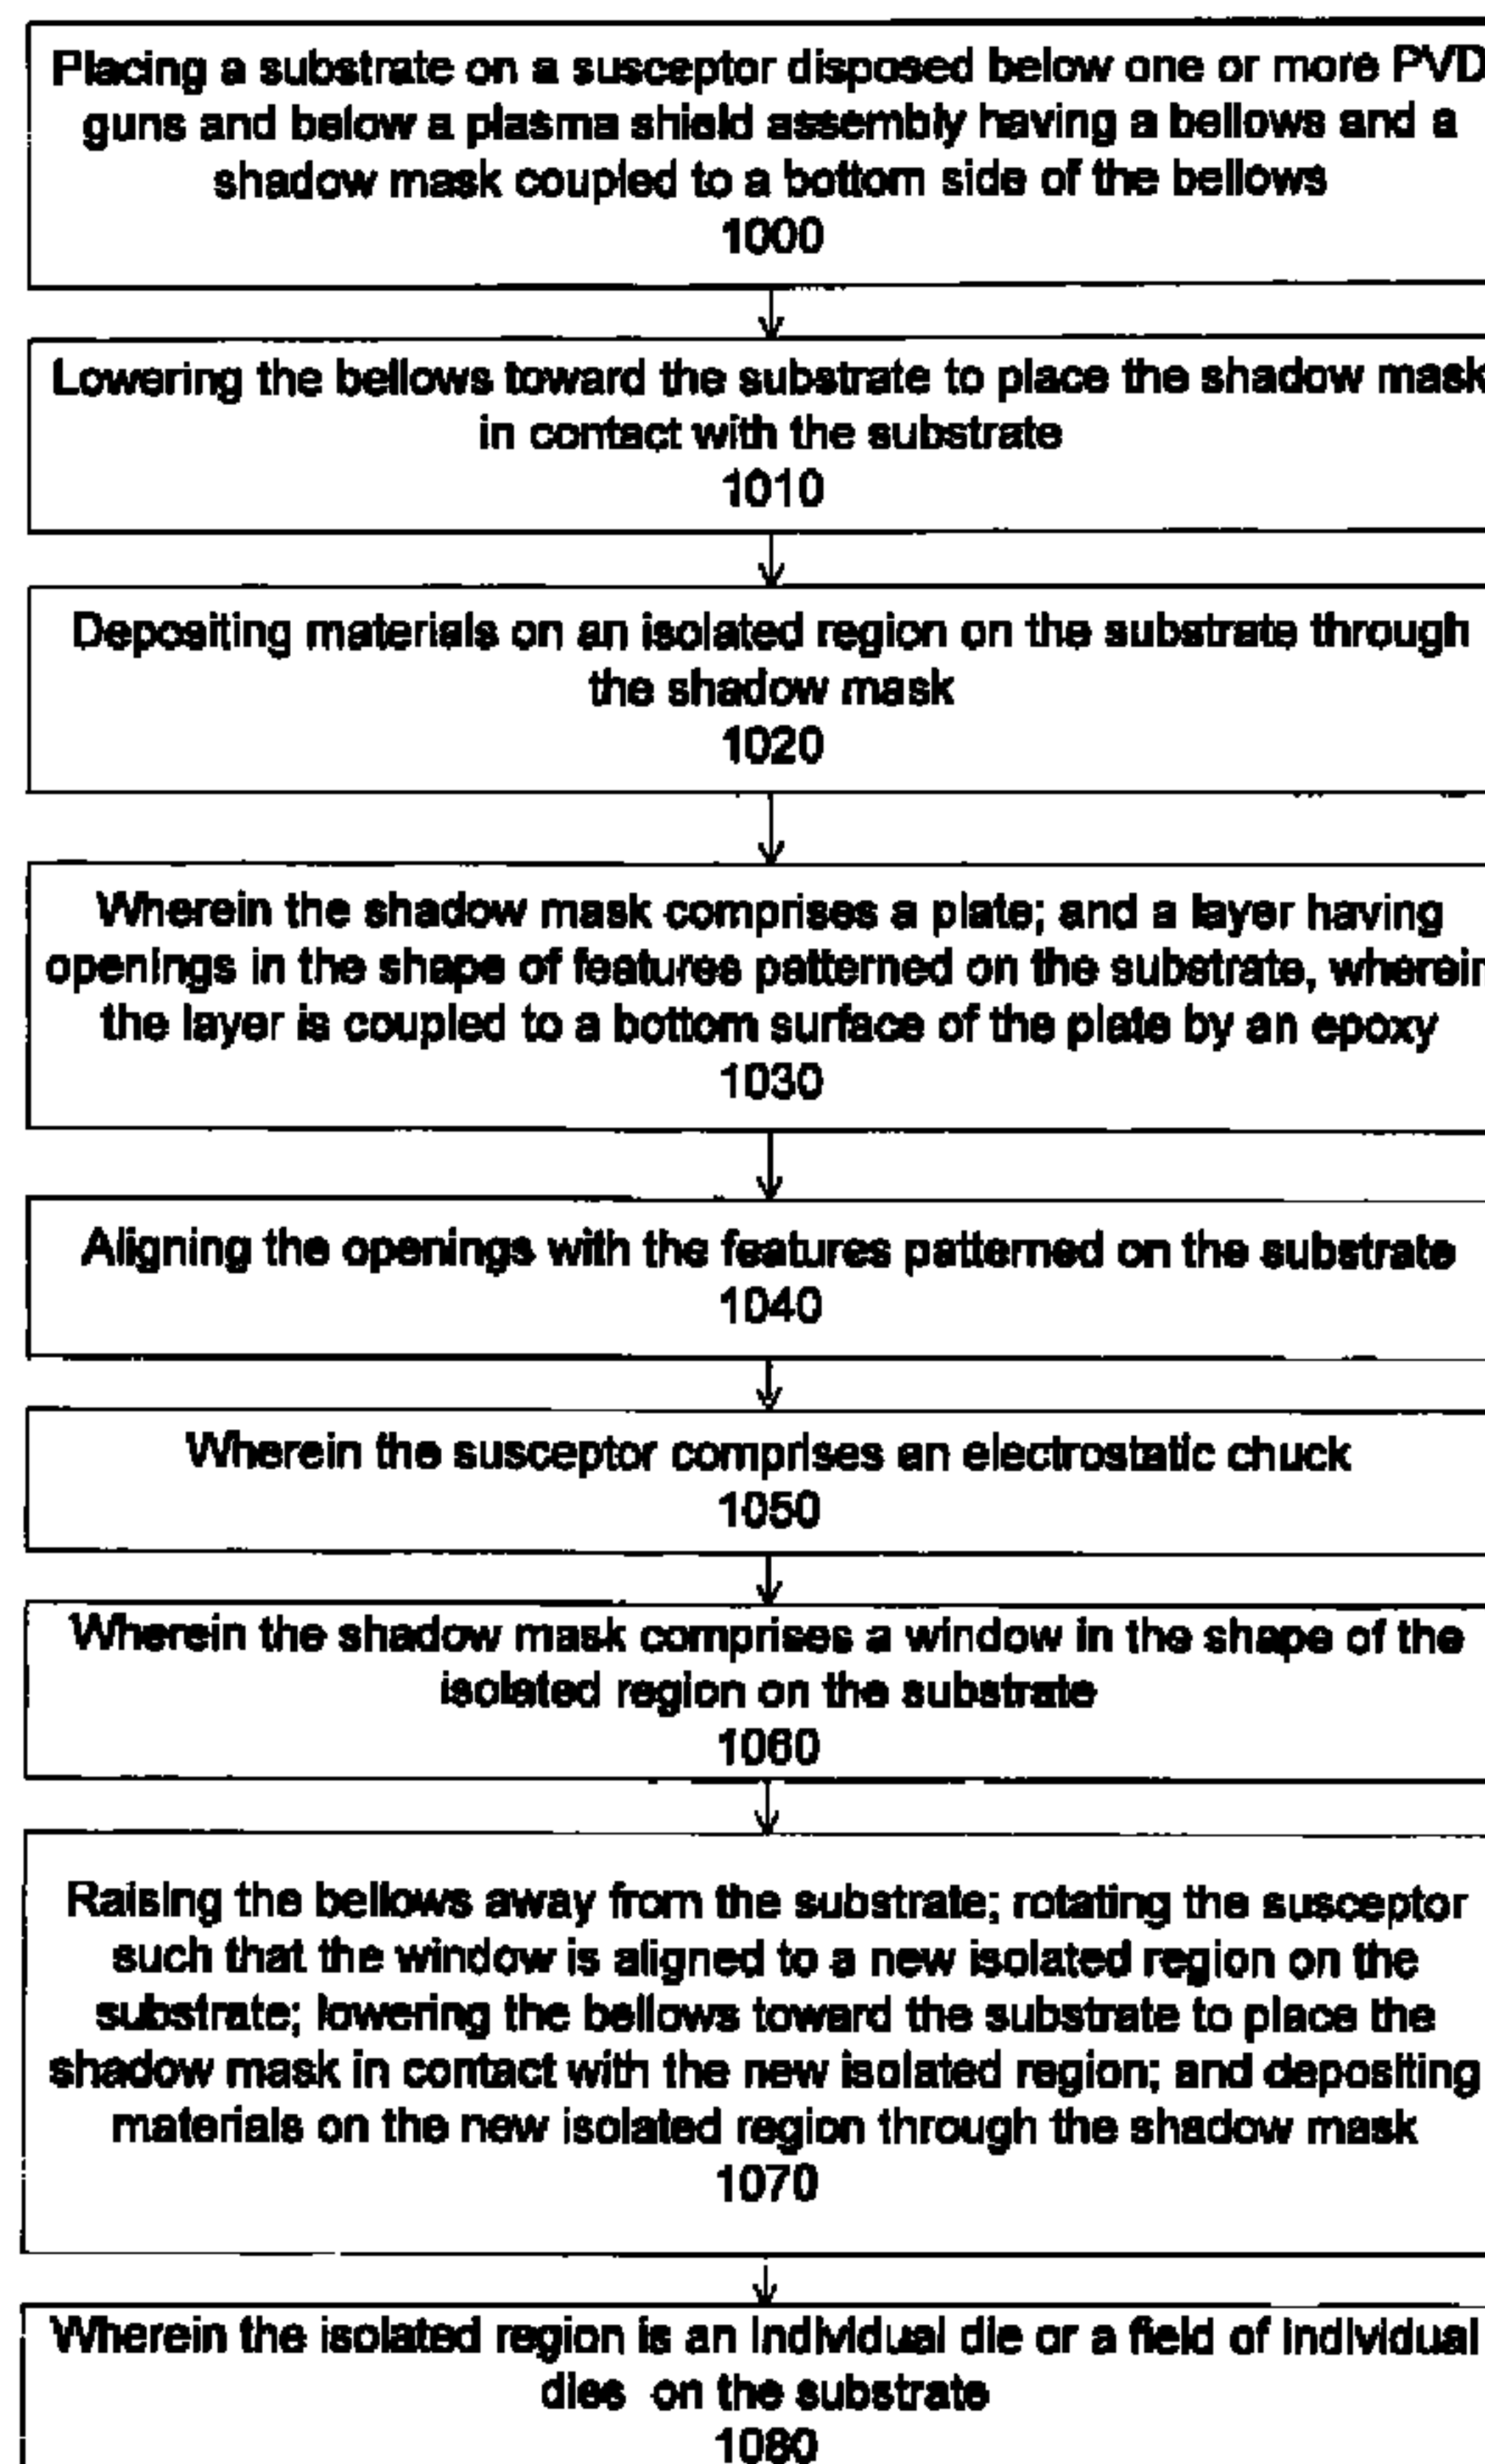 Placing a substrate on a susceptor disposed below one or more PVD
guns and below a plasma shield assembly having a bellows and a
shadow mask coupled to a bottom side of the bellows
1000
Lowering the bellows toward the substrate to place the shadow mask
in contact with the substrate
1010
Depositing materials on an isolated region on the substrate through
the shadow mask
1020
Wherein the shadow mask comprises a plate; and a layer having
openings in the shape of features patterned on the substrate, wherein
the layer is coupled to a bottom surface of the plate by an epoxy
1030
Aligning the openings with the features patterned on the substrate
1040
Wherein the susceptor comprises an electrostatic chuck
1050
Wherein the shadow mask comprises a window in the shape of the
isolated region on the substrate
1060
Raising the bellows away from the substrate; rotating the susceptor
such that the window is aligned to a new isolated region on the
substrate; lowering the bellows toward the substrate to place the
shadow mask in contact with the new isolated region; and depositing
materials on the new isolated region through the shadow mask
1070
Wherein the isolated region is an individual die or a field of individual
dies on the substrate
1080